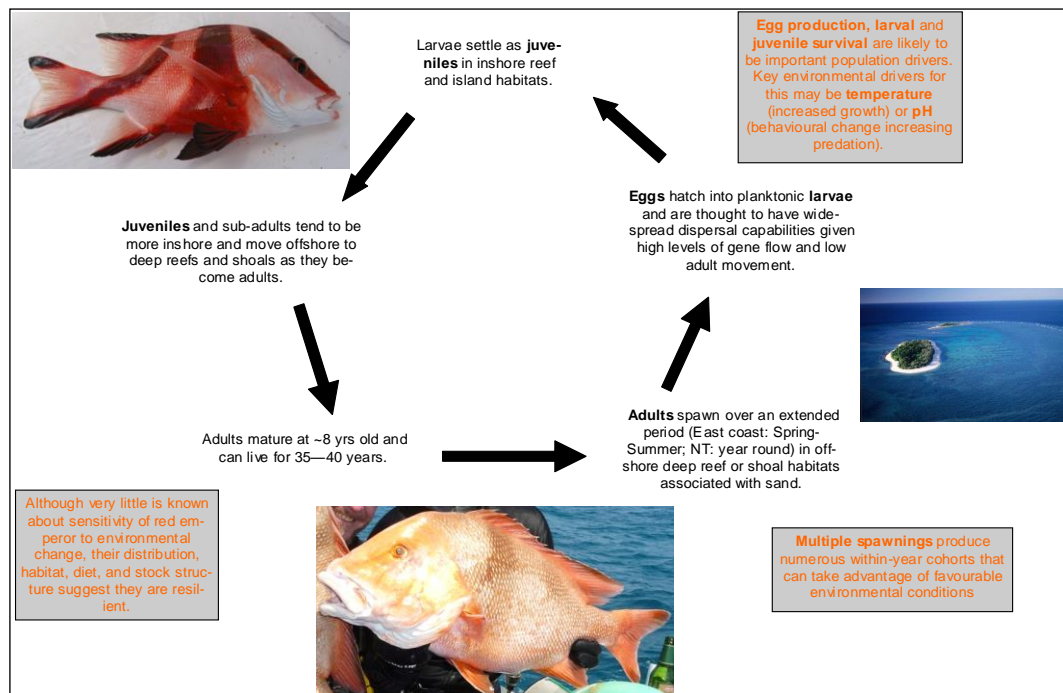 Larvae settle as juve-
niles in inshore reef
and island habitats.
Egg production, larval and
juvenile survival are likely to
be important population drivers.
Key environmental drivers for
this may be temperature
(increased growth) or pH
(behavioural change increasing
predation).
Juveniles and sub-adults tend to be
more inshore and move offshore to
deep reefs and shoals as they be-
come adults.
Eggs hatch into planktonic larvae
and are thought to have wide-
spread dispersal capabilities given
high levels of gene flow and low
adult movement.
Adults mature at ~8 yrs old and
can live for 35—40 years.
Adults spawn over an extended
period (East coast: Spring-
Summer; NT: year round) in off-
shore deep reef or shoal habitats
associated with sand.
Although very little is known
about sensitivity of red em-
peror to environmental
change, their distribution,
habitat, diet, and stock struc-
ture suggest they are resil-
ient.
Multiple spawnings produce
numerous within-year cohorts that
can take advantage of favourable
environmental conditions